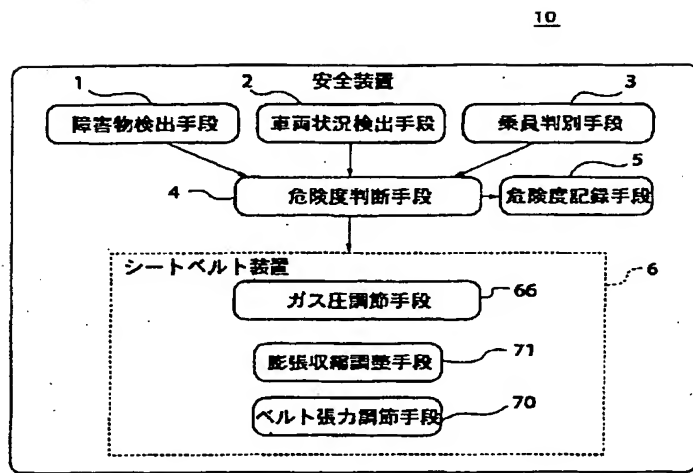 10
安全装置
1 2 3
障害物検出手段 車両状況検出手段 乗員判別手段
4 5
危険度判断手段 危険度記録手段
シートベルト装置 6
ガス圧調節手段 66
膨張収縮調整手段 71
ベルト張力調節手段 70